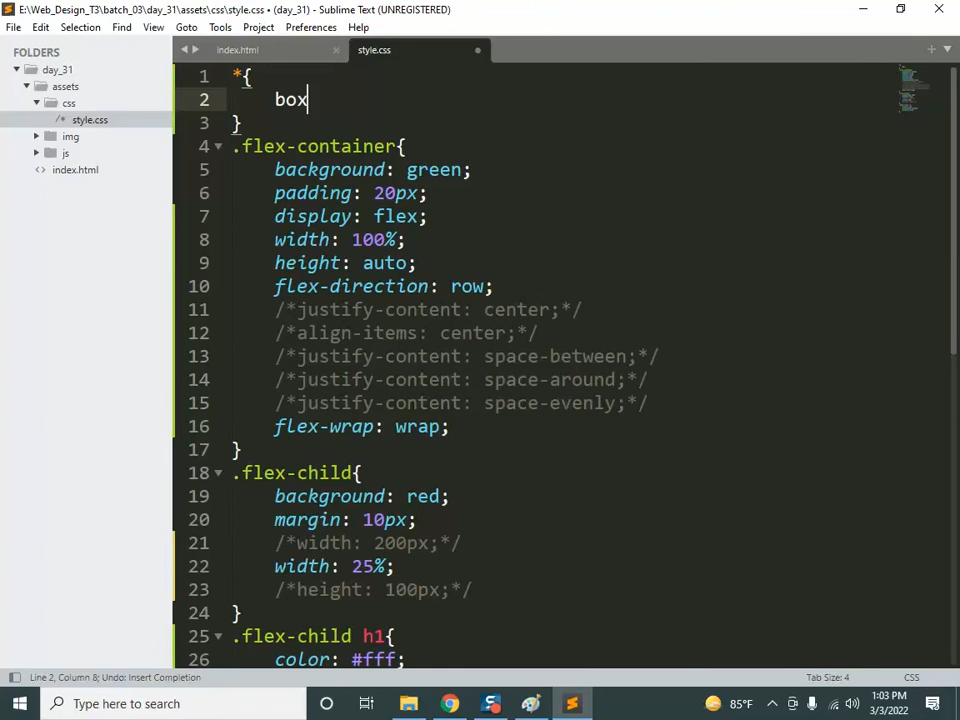 E:\Web_Design_T3\batch_03\day_31\assets\css\style.css • (day_31) - Sublime Text (UNREGISTERED)
File Edit Selection Find View Goto Tools Project Preferences Help
FOLDERS
day_31
assets
css
/* style.css
img
js
<> index.html
index.html
style.css
1 *{
2 box
3 }
4 .flex-container{
5 background: green;
6 padding: 20px;
7 display: flex;
8 width: 100%;
9 height: auto;
10 flex-direction: row;
11 /*justify-content: center;*/
12 /*align-items: center;*/
13 /*justify-content: space-between;*/
14 /*justify-content: space-around;*/
15 /*justify-content: space-evenly;*/
16 flex-wrap: wrap;
17 }
18 .flex-child{
19 background: red;
20 margin: 10px;
21 /*width: 200px;*/
22 width: 25%;
23 /*height: 100px;*/
24 }
25 .flex-child h1{
26 color: #fff;
Line 2, Column 8; Undo: Insert Completion
Tab Size: 4
CSS
Type here to search
85°F
1:03 PM
3/3/2022